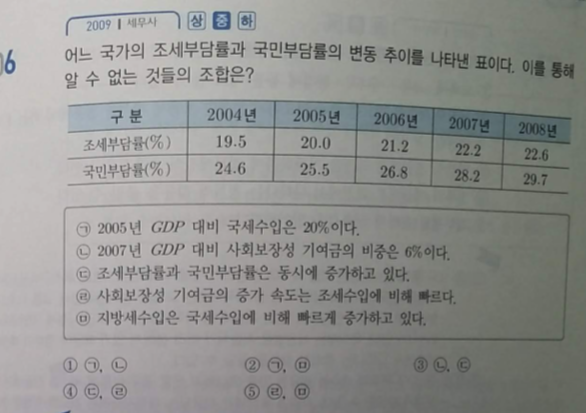 2009 | 세무사 상 중 하
06
어느 국가의 조세부담률과 국민부담률의 변동 추이를 나타낸 표이다. 이를 통해
알 수 없는 것들의 조합은?
구 분 2004년 2005년 2006년 2007년 2008년
조세부담률(%) 19.5 20.0 21.2 22.2 22.6
국민부담률(%) 24.6 25.5 26.8 28.2 29.7
㉠ 2005년 GDP 대비 국세수입은 20%이다.
㉡ 2007년 GDP 대비 사회보장성 기여금의 비중은 6%이다.
㉢ 조세부담률과 국민부담률은 동시에 증가하고 있다.
㉣ 사회보장성 기여금의 증가 속도는 조세수입에 비해 빠르다.
㉤ 지방세수입은 국세수입에 비해 빠르게 증가하고 있다.
① ㉠, ㉡ ② ㉠, ㉤ ③ ㉡, ㉢
④ ㉢, ㉣ ⑤ ㉣, ㉤